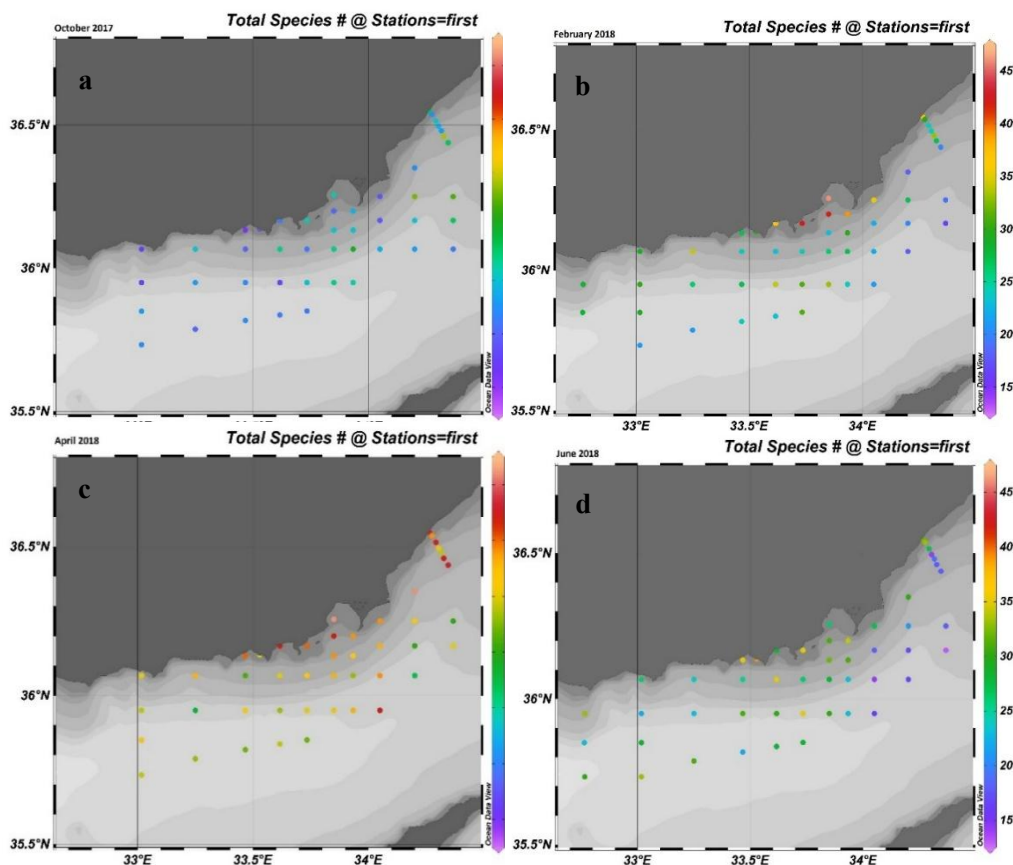 October 2017
Total Species # @ Stations=first
a
36.5°N
36°N
35.5°N
34°E
Ocean Data View
February 2018
Total Species # @ Stations=first
b
45
40
35
30
25
20
15
36.5°N
36°N
35.5°N
33°E
33.5°E
34°E
Ocean Data View
April 2018
Total Species # @ Stations=first
c
36.5°N
36°N
35.5°N
33°E
33.5°E
34°E
Ocean Data View
June 2018
Total Species # @ Stations=first
d
45
40
35
30
25
20
15
36.5°N
36°N
35.5°N
33°E
33.5°E
34°E
Ocean Data View